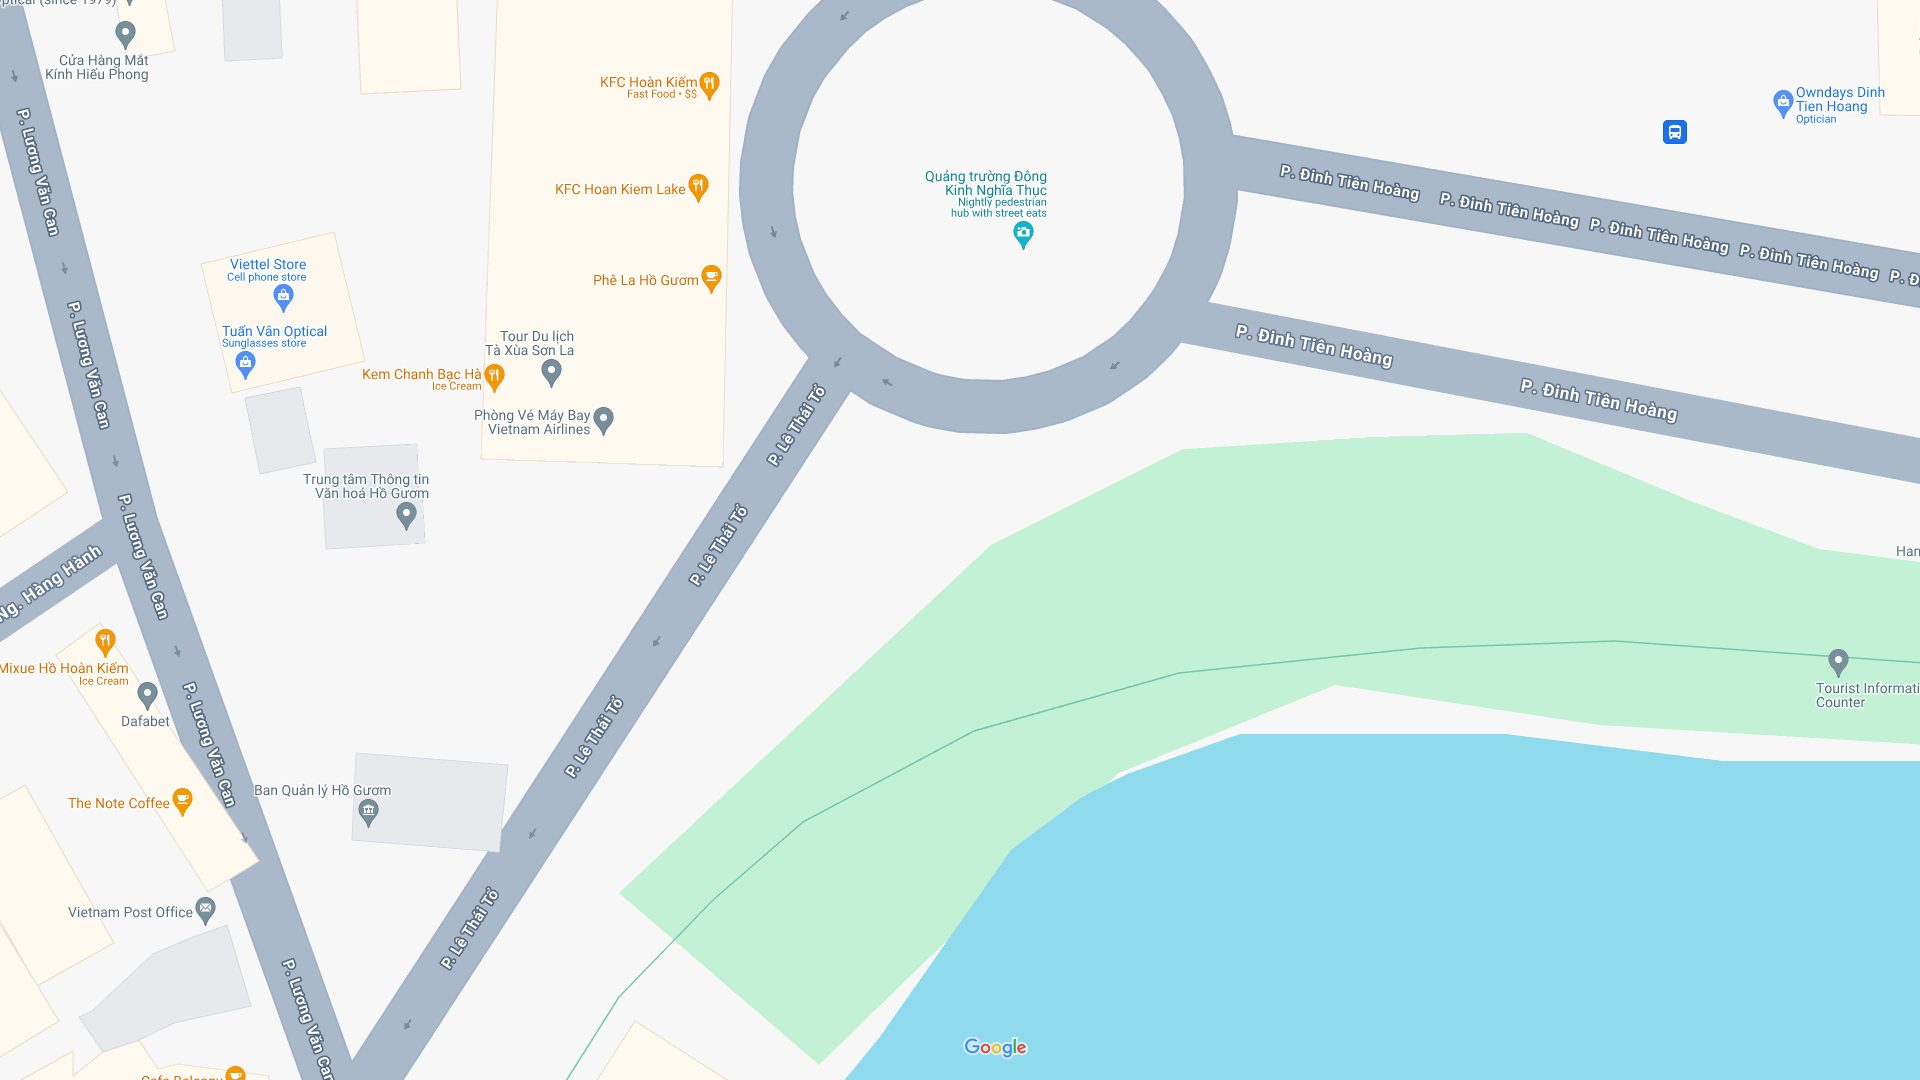 Cửa Hàng Mắt
Kính Hiếu Phong
KFC Hoàn Kiếm
Fast Food • $$
Owndays Dinh
Tien Hoang
Optician
P. Lương Văn Can
KFC Hoan Kiem Lake
Quảng trường Đông
Kinh Nghĩa Thục
Nightly pedestrian
hub with street eats
P. Đinh Tiên Hoàng
P. Đinh Tiên Hoàng
P. Đinh Tiên Hoàng
P. Đinh Tiên Hoàng
Viettel Store
Cell phone store
Phê La Hồ Gươm
Tuấn Vân Optical
Sunglasses store
Tour Du lịch
Tà Xùa Sơn La
P. Lương Văn Can
Kem Chanh Bạc Hà
Ice Cream
P. Đinh Tiên Hoàng
P. Đinh Tiên Hoàng
Phòng Vé Máy Bay
Vietnam Airlines
P. Lê Thái Tổ
Trung tâm Thông tin
Văn hoá Hồ Gươm
P. Lê Thái Tổ
P. Lương Văn Can
Ng. Hàng Hành
Mixue Hồ Hoàn Kiếm
Ice Cream
Dafabet
Tourist Informati
Counter
P. Lương Văn Can
P. Lê Thái Tổ
Ban Quản lý Hồ Gươm
The Note Coffee
Vietnam Post Office
P. Lê Thái Tổ
P. Lương Văn Can
Google